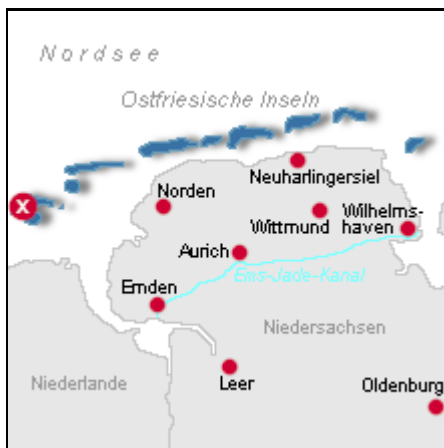 Nordsee
Ostfriesische Inseln
X
Neuharlingersiel
Norden
Wilhelms-
Wittmund
haven
Aurich
Ems-Jade-Kanal
Emden
Niedersachsen
Niederlande
Leer
Oldenburg